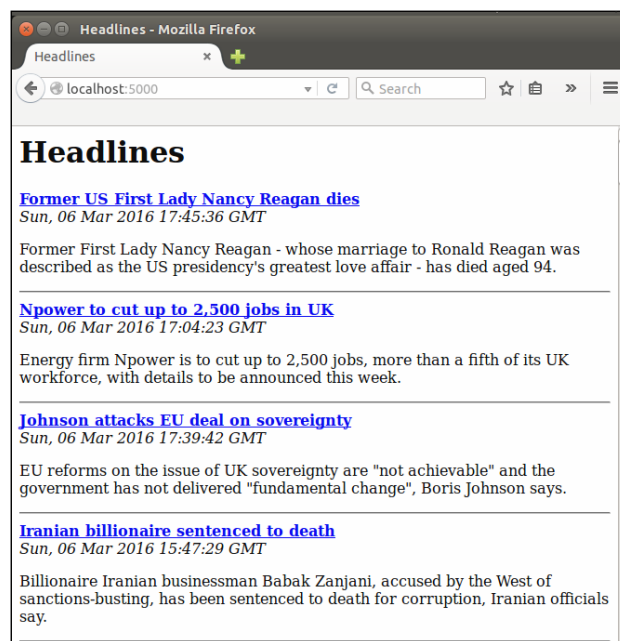 Headlines - Mozilla Firefox
Headlines
localhost:5000
Search
Headlines
Former US First Lady Nancy Reagan dies
Sun, 06 Mar 2016 17:45:36 GMT
Former First Lady Nancy Reagan - whose marriage to Ronald Reagan was
described as the US presidency's greatest love affair - has died aged 94.
Npower to cut up to 2,500 jobs in UK
Sun, 06 Mar 2016 17:04:23 GMT
Energy firm Npower is to cut up to 2,500 jobs, more than a fifth of its UK
workforce, with details to be announced this week.
Johnson attacks EU deal on sovereignty
Sun, 06 Mar 2016 17:39:42 GMT
EU reforms on the issue of UK sovereignty are "not achievable" and the
government has not delivered "fundamental change", Boris Johnson says.
Iranian billionaire sentenced to death
Sun, 06 Mar 2016 15:47:29 GMT
Billionaire Iranian businessman Babak Zanjani, accused by the West of
sanctions-busting, has been sentenced to death for corruption, Iranian officials
say.